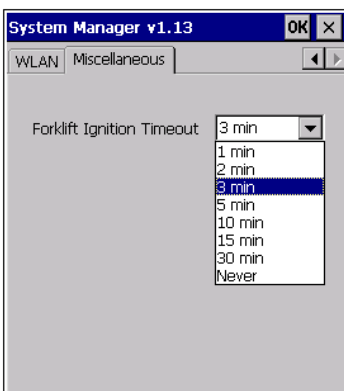 System Manager v1.13 OK ×
WLAN Miscellaneous
Forklift Ignition Timeout 3 min
1 min
2 min
3 min
5 min
10 min
15 min
30 min
Never